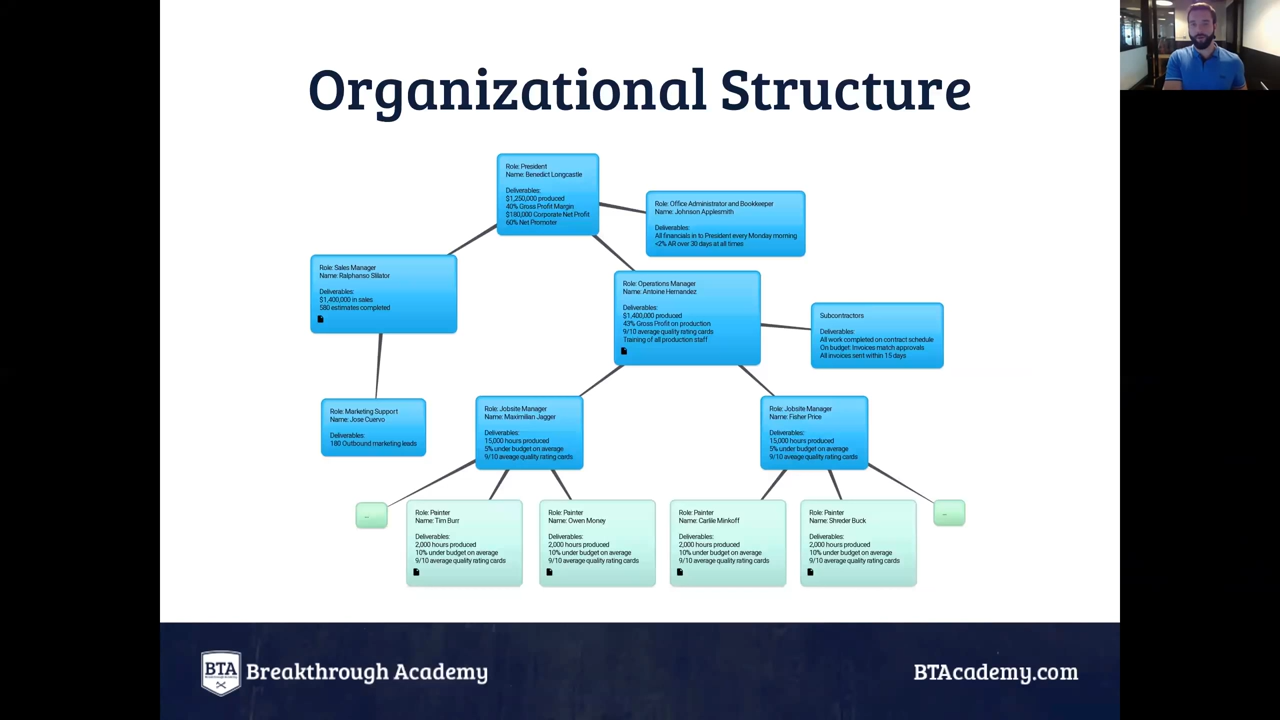 Organizational Structure
Role: President
Name: Benedict Longcastle
Deliverables:
$1,250,000 produced
40% Gross Profit Margin
$180,000 Corporate Net Profit
60% Net Promoter
Role: Office Administrator and Bookkeeper
Name: Johnson Applesmith
Deliverables:
All financials in to President every Monday morning
<2% AR over 30 days at all times
Role: Sales Manager
Name: Ralphanso Slilator
Deliverables:
$1,400,000 in sales
580 estimates completed
Role: Operations Manager
Name: Antoine Hernandez
Deliverables:
$1,400,000 produced
43% Gross Profit on production
9/10 average quality rating cards
Training of all production staff
Subcontractors
Deliverables:
All work completed on contract schedule
On budget: Invoices match approvals
All invoices sent within 15 days
Role: Marketing Support
Name: Jose Cuervo
Deliverables:
180 Outbound marketing leads
Role: Jobsite Manager
Name: Maximilian Jagger
Deliverables:
15,000 hours produced
5% under budget on average
9/10 aveage quality rating cards
Role: Jobsite Manager
Name: Fisher Price
Deliverables:
15,000 hours produced
5% under budget on average
9/10 aveage quality rating cards
...
Role: Painter
Name: Tim Burr
Deliverables:
2,000 hours produced
10% under budget on average
9/10 average quality rating cards
Role: Painter
Name: Owen Money
Deliverables:
2,000 hours produced
10% under budget on average
9/10 average quality rating cards
Role: Painter
Name: Carlile Minkoff
Deliverables:
2,000 hours produced
10% under budget on average
9/10 average quality rating cards
Role: Painter
Name: Shreder Buck
Deliverables:
2,000 hours produced
10% under budget on average
9/10 average quality rating cards
...
BTA
Breakthrough Academy
BTAcademy.com